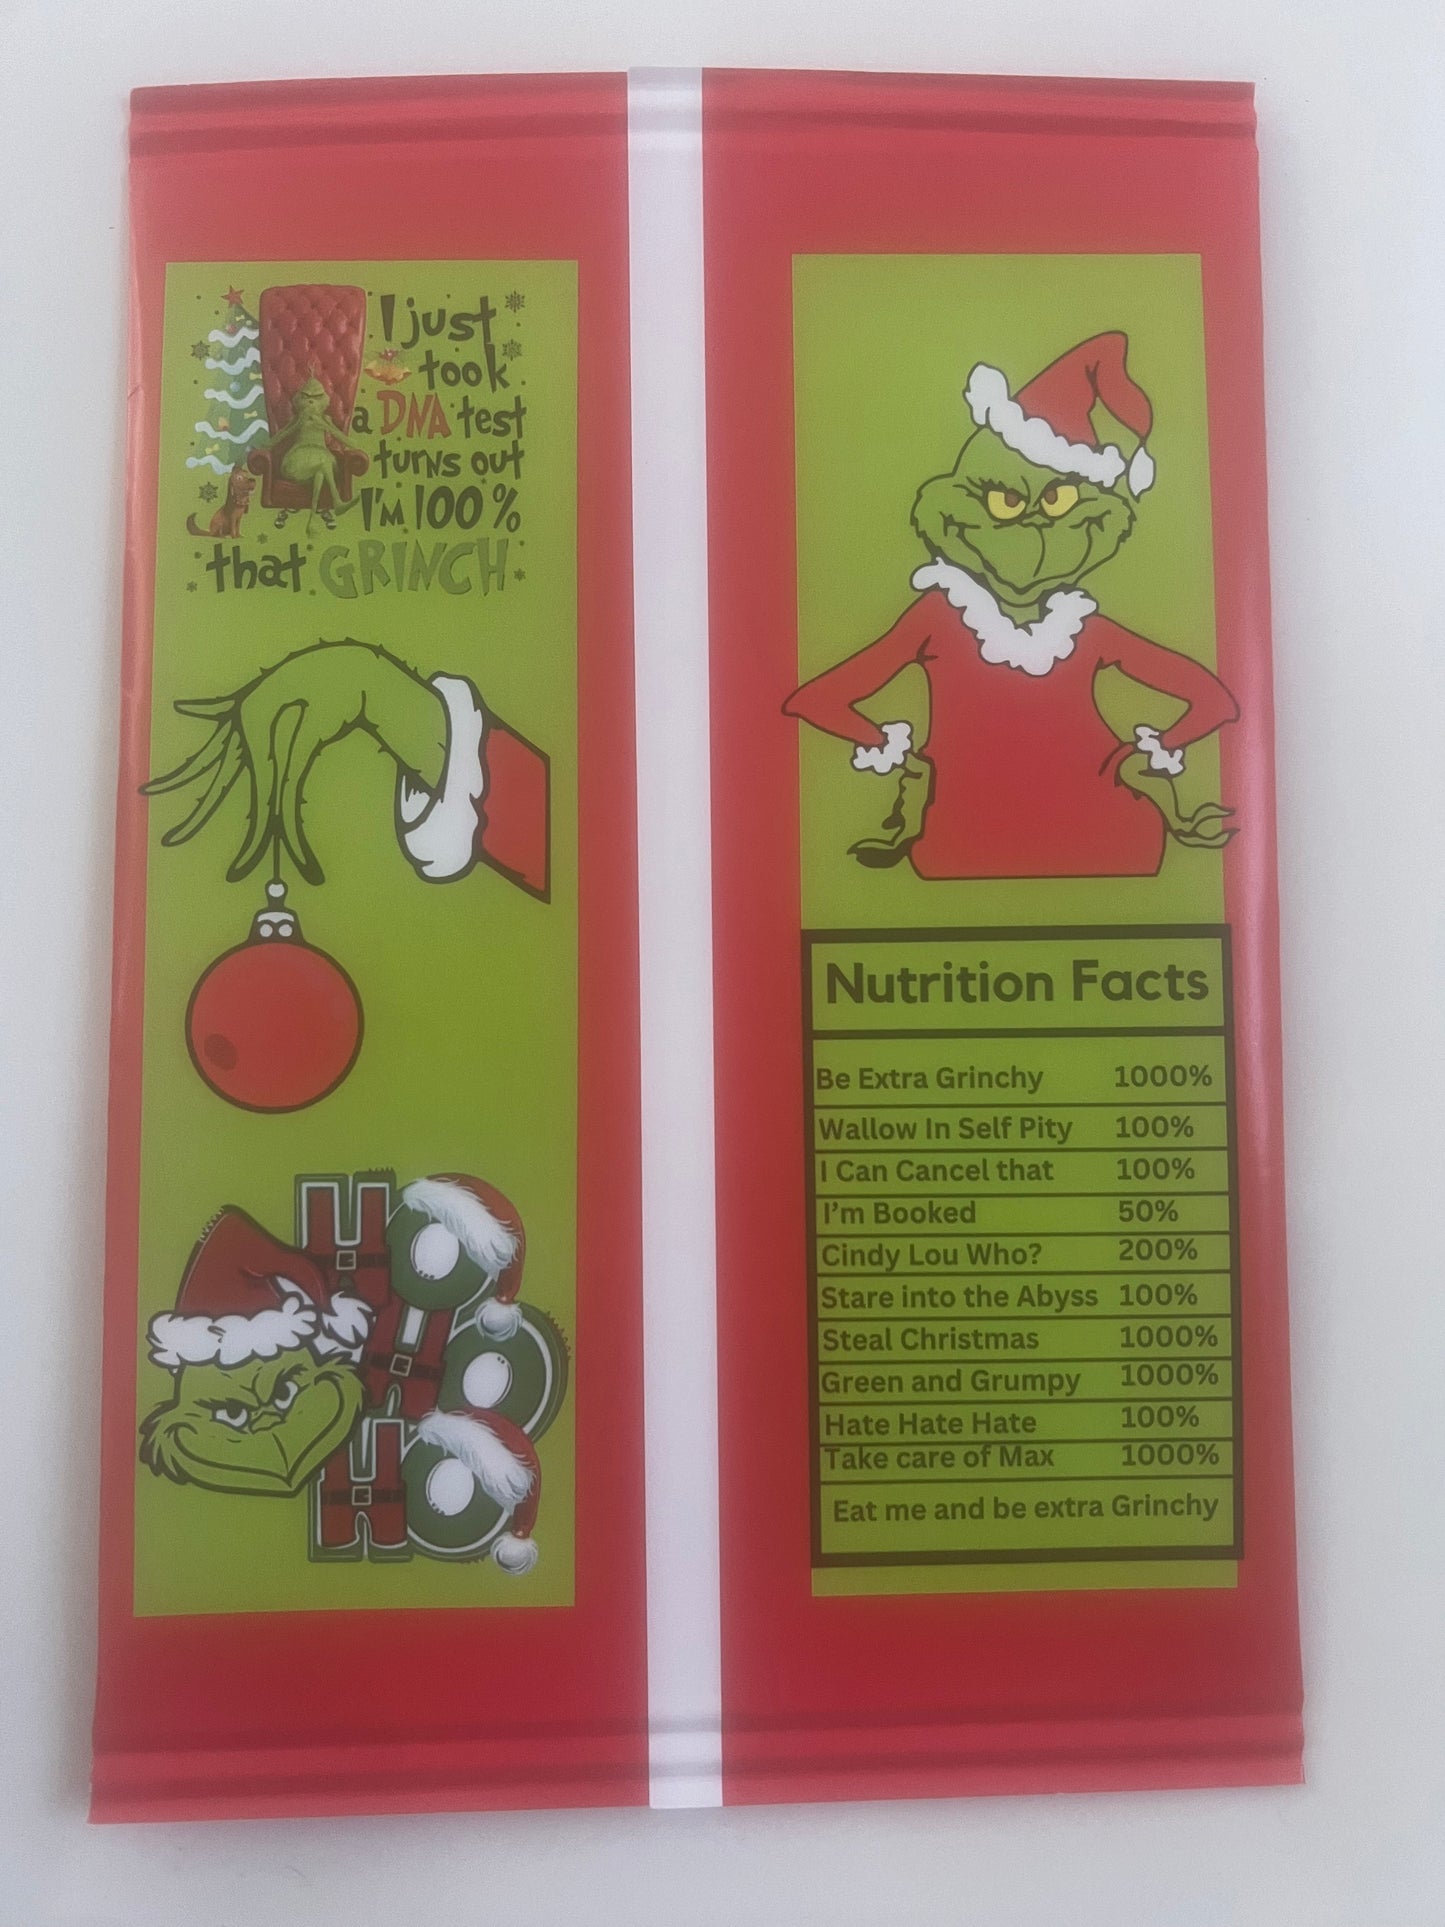 I just
took
a DNA test
turns out
I'm 100%
that GRINCH
HO
HO
HO
Nutrition Facts
Be Extra Grinchy 1000%
Wallow In Self Pity 100%
I Can Cancel that 100%
I'm Booked 50%
Cindy Lou Who? 200%
Stare into the Abyss 100%
Steal Christmas 1000%
Green and Grumpy 1000%
Hate Hate Hate 100%
Take care of Max 1000%
Eat me and be extra Grinchy